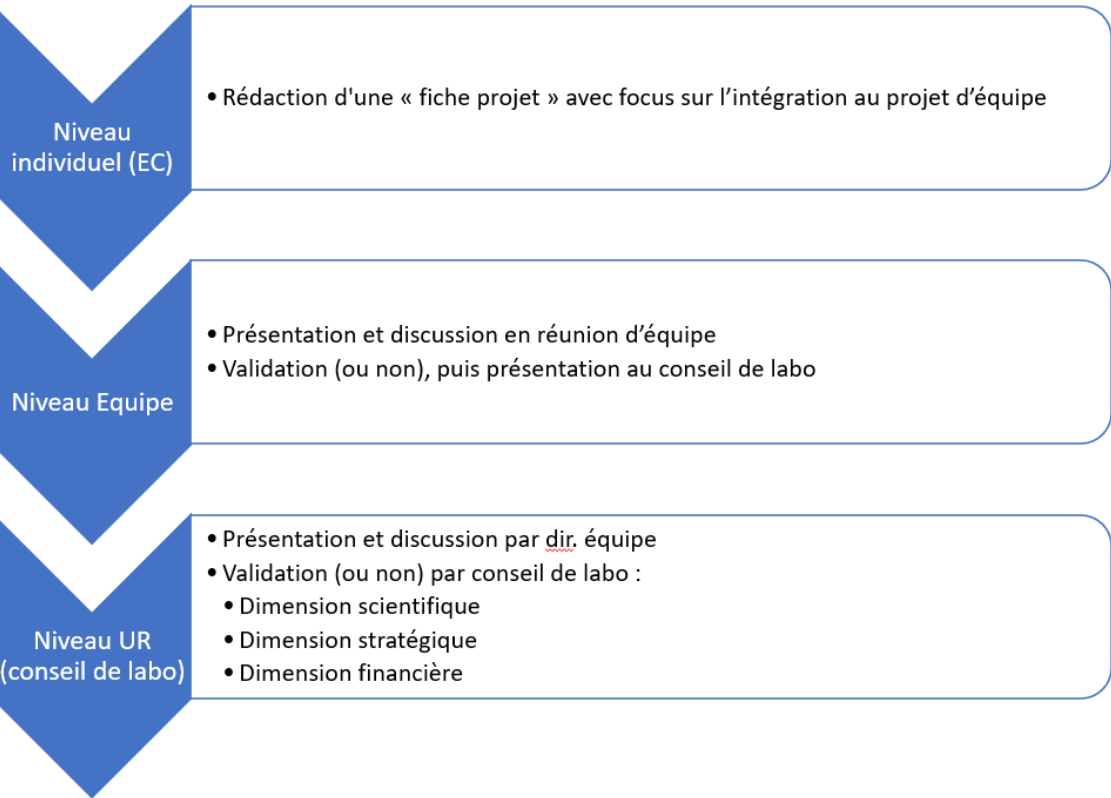 Niveau
individuel (EC)
• Rédaction d'une « fiche projet » avec focus sur l’intégration au projet d’équipe
Niveau Equipe
• Présentation et discussion en réunion d’équipe
• Validation (ou non), puis présentation au conseil de labo
Niveau UR
(conseil de labo)
• Présentation et discussion par dir. équipe
• Validation (ou non) par conseil de labo :
• Dimension scientifique
• Dimension stratégique
• Dimension financière